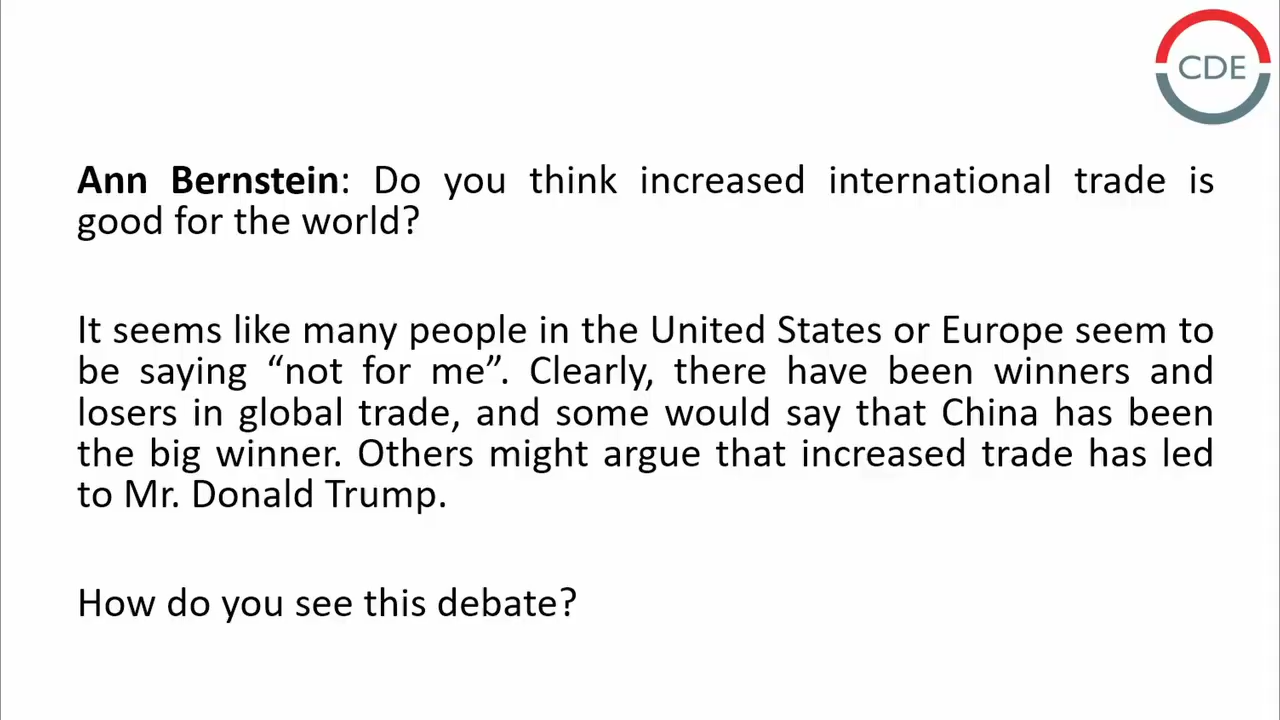 CDE
Ann Bernstein: Do you think increased international trade is
good for the world?
It seems like many people in the United States or Europe seem to
be saying “not for me”. Clearly, there have been winners and
losers in global trade, and some would say that China has been
the big winner. Others might argue that increased trade has led
to Mr. Donald Trump.
How do you see this debate?